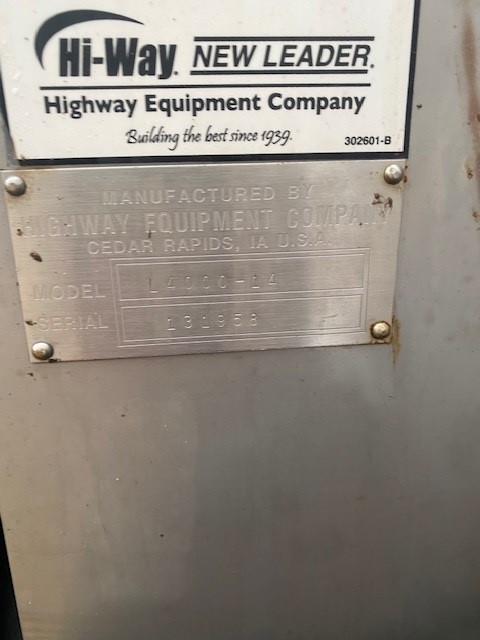 Hi-Way. NEW LEADER.
Highway Equipment Company
Building the best since 1939.
302601-B
MANUFACTURED BY
HIGHWAY EQUIPMENT COMPANY
CEDAR RAPIDS, IA U.S.A.
MODEL L4000-14
SERIAL 131958